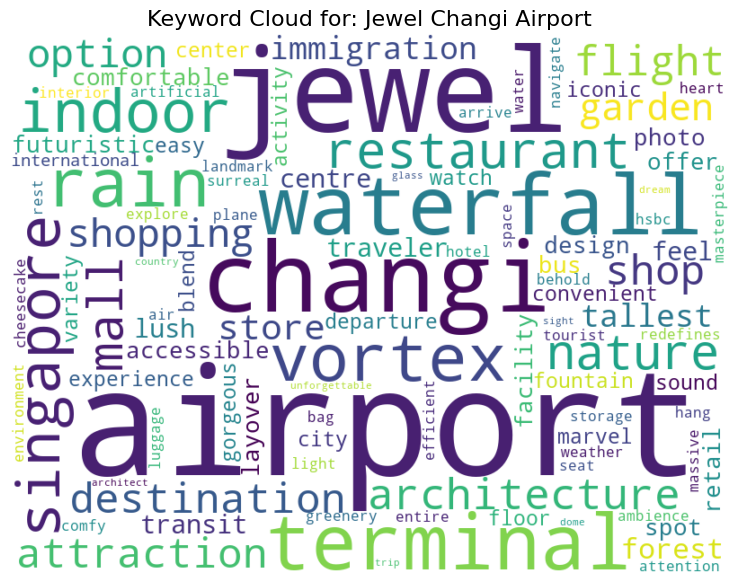 Keyword Cloud for: Jewel Changi Airport
option
center
immigration
jewel
water
navigate
flight
comfortable
interior
artificial
activity
iconic
heart
indoor
arrive
garden
futuristic
easy
restaurant
photo
international
landmark
centre
watch
offer
rain
surreal
glass
dream
masterpiece
rest
explore
plane
waterfall
space
hsbc
singapore
shopping
traveler
hotel
design
feel
cheesecake
variety
mall
country
blend
changi
bus
behold
shop
air
convenient
lush
store
departure
sight
tourist
tallest
redefines
environment
accessible
vortex
facility
nature
experience
gorgeous
layover
unforgettable
fountain
sound
airport
luggage
bag
city
light
efficient
storage
marvel
weather
seat
hang
massive
retail
architect
destination
architecture
comfy
transit
greenery
entire
floor
dome
ambience
spot
forest
attraction
terminal
trip
attention